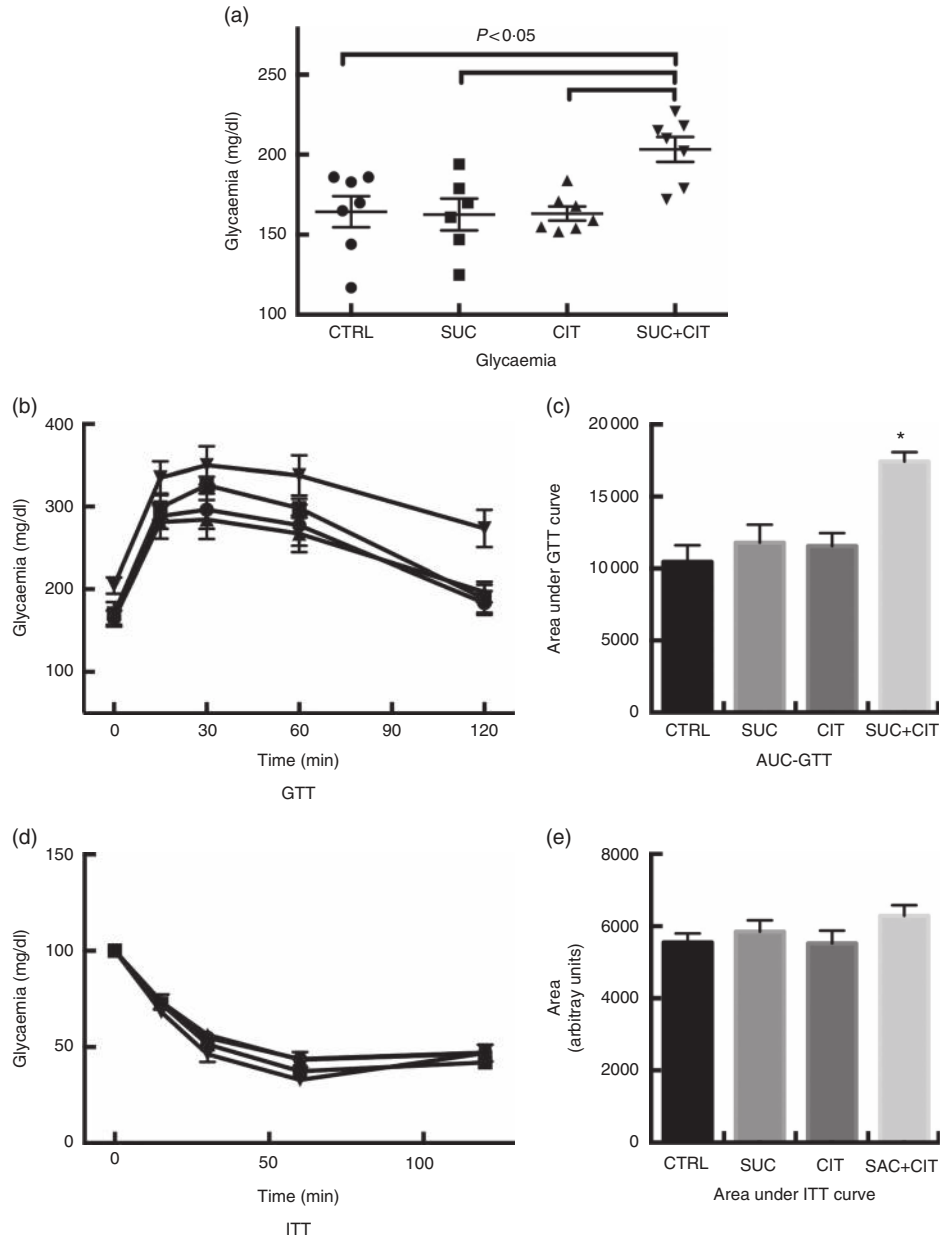 (a)
P<0·05
250
200
150
100
Glycaemia (mg/dl)
CTRL SUC CIT SUC+CIT
Glycaemia
(b)
400
300
200
100
Glycaemia (mg/dl)
0 30 60 90 120
Time (min)
GTT
(c)
20 000
15 000
10 000
5000
0
Area under GTT curve
*
CTRL SUC CIT SUC+CIT
AUC-GTT
(d)
150
100
50
0
Glycaemia (mg/dl)
0 50 100
Time (min)
ITT
(e)
8000
6000
4000
2000
0
Area
(arbitray units)
CTRL SUC CIT SAC+CIT
Area under ITT curve